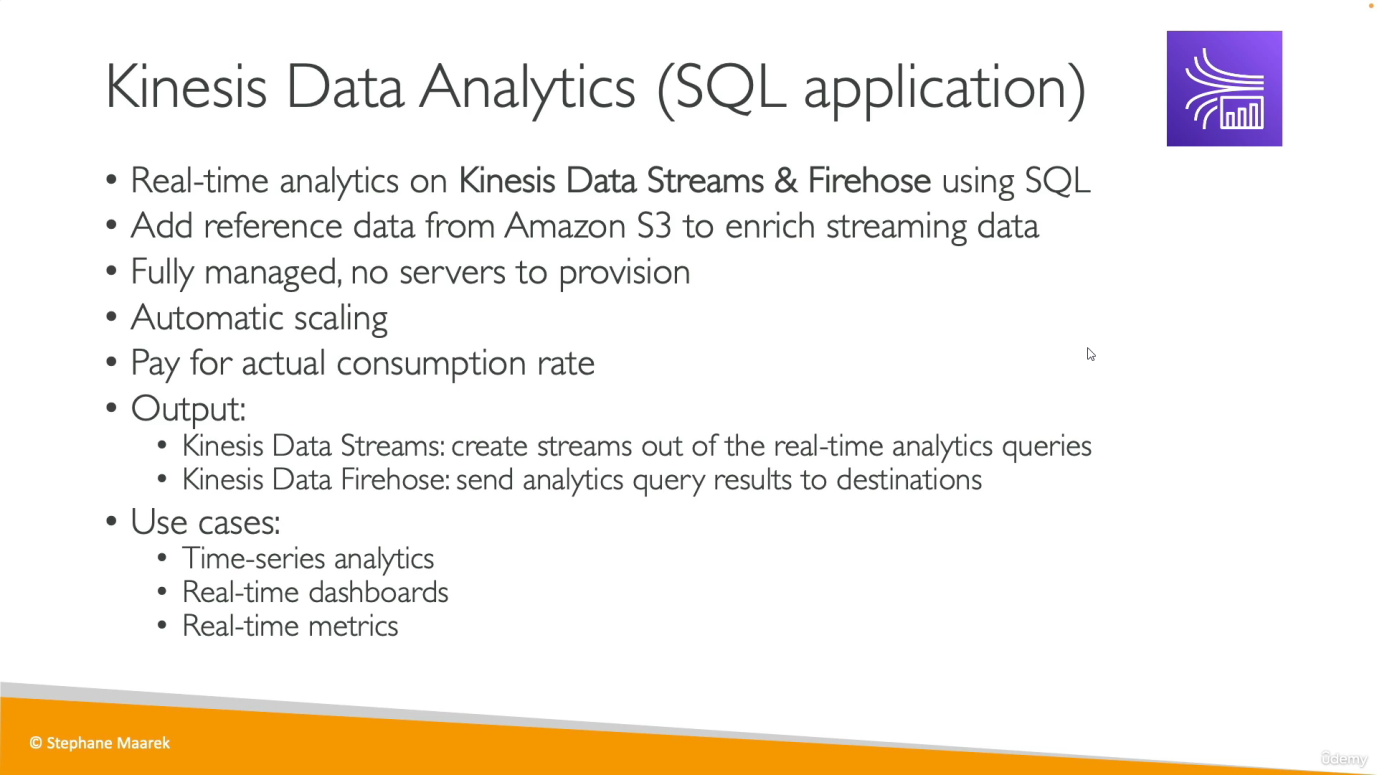 Kinesis Data Analytics (SQL application)
• Real-time analytics on Kinesis Data Streams & Firehose using SQL
• Add reference data from Amazon S3 to enrich streaming data
• Fully managed, no servers to provision
• Automatic scaling
• Pay for actual consumption rate
• Output:
• Kinesis Data Streams: create streams out of the real-time analytics queries
• Kinesis Data Firehose: send analytics query results to destinations
• Use cases:
• Time-series analytics
• Real-time dashboards
• Real-time metrics
© Stephane Maarek
ûdemy